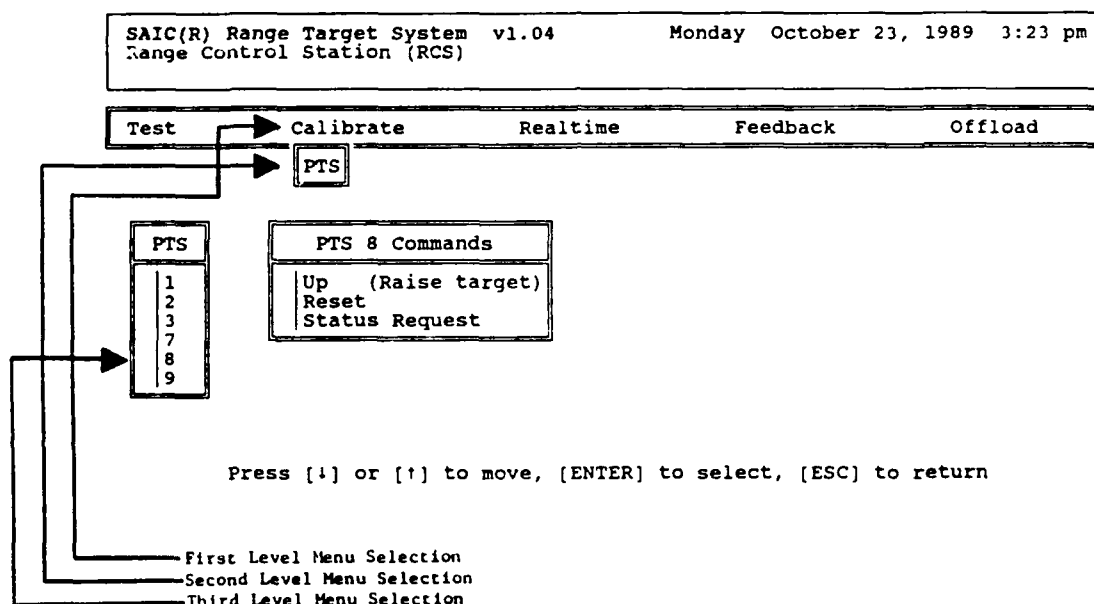 SAIC(R) Range Target System v1.04 Monday October 23, 1989 3:23 pm
Range Control Station (RCS)
Test Calibrate Realtime Feedback Offload
PTS
PTS
1
2
3
7
8
9
PTS 8 Commands
Up (Raise target)
Reset
Status Request
Press [↓] or [↑] to move, [ENTER] to select, [ESC] to return
First Level Menu Selection
Second Level Menu Selection
Third Level Menu Selection